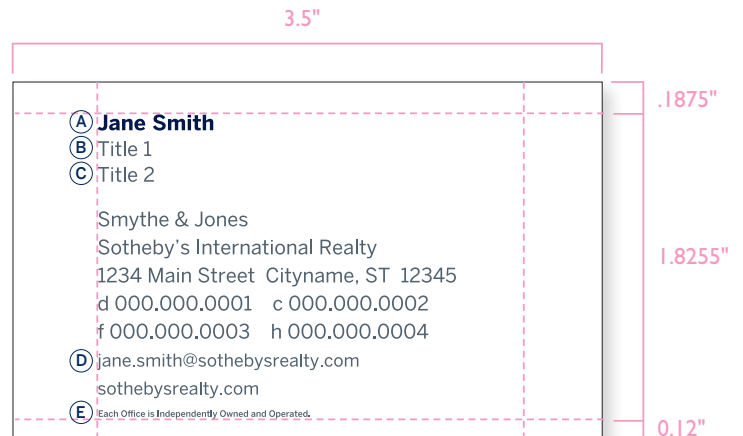 3.5"
.1875"
A Jane Smith
B Title 1
C Title 2
Smythe & Jones
Sotheby's International Realty
1234 Main Street Cityname, ST 12345
1.8255"
d 000.000.0001 c 000.000.0002
f 000.000.0003 h 000.000.0004
D jane.smith@sothebysrealty.com
sothebysrealty.com
E Each Office is Independently Owned and Operated.
0.12"